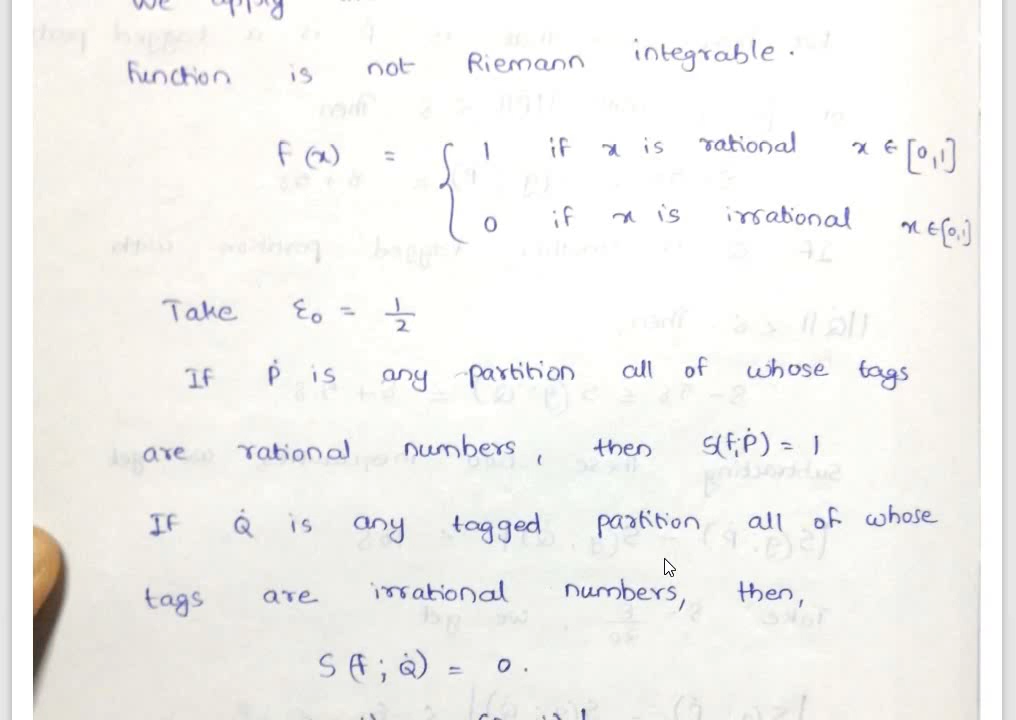 We apply
function is not Riemann integrable.
f(x) = { 1 if x is rational x ∈ [0,1]
0 if x is irrational x ∈ [0,1]
Take ε₀ = 1/2
If Ṗ is any partition all of whose tags
are rational numbers, then S(f;Ṗ) = 1
If Q̇ is any tagged partition all of whose
tags are irrational numbers, then,
S(f; Q̇) = 0.